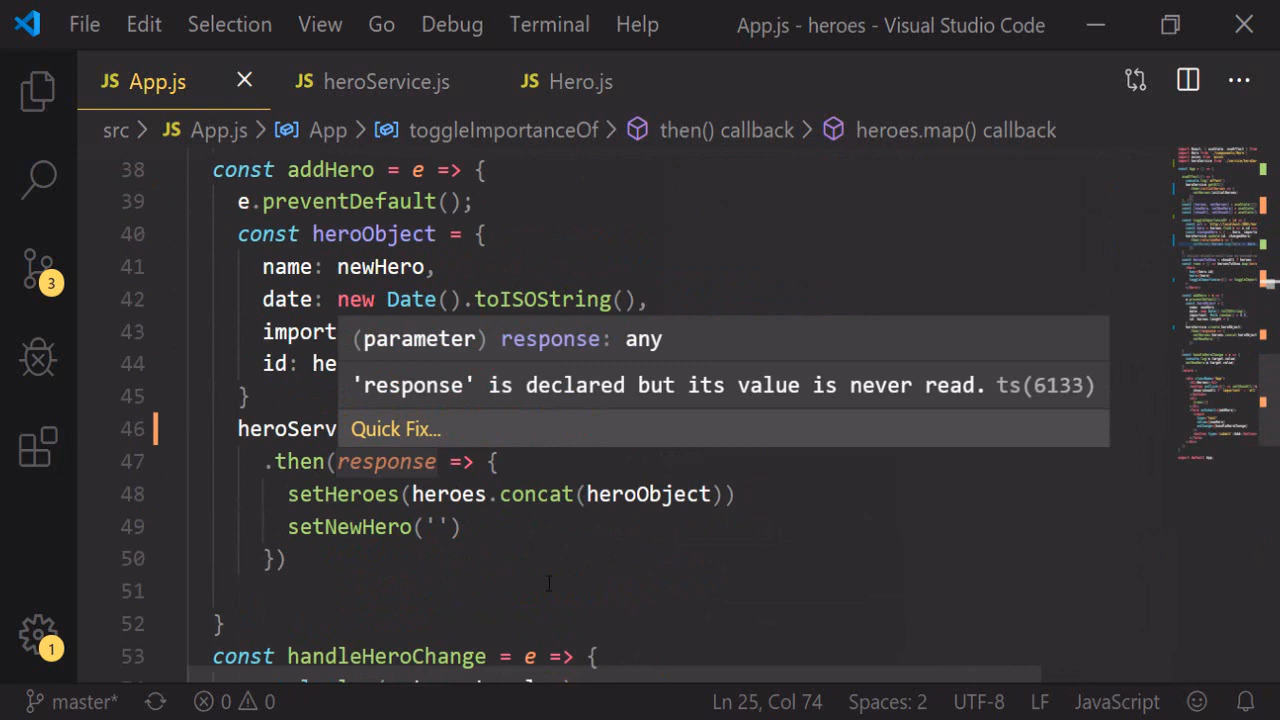 File Edit Selection View Go Debug Terminal Help App.js - heroes - Visual Studio Code
JS App.js JS heroService.js JS Hero.js
src > JS App.js > App > toggleImportanceOf > then() callback > heroes.map() callback
38 const addHero = e => {
39 e.preventDefault();
40 const heroObject = {
41 name: newHero,
42 date: new Date().toISOString(),
43 import
(parameter) response: any
44 id: he
'response' is declared but its value is never read. ts(6133)
45 }
46 heroServ
Quick Fix...
47 .then(response => {
48 setHeroes(heroes.concat(heroObject))
49 setNewHero('')
50 })
51
52 }
53 const handleHeroChange = e => {
3
1
master* 0 0 Ln 25, Col 74 Spaces: 2 UTF-8 LF JavaScript